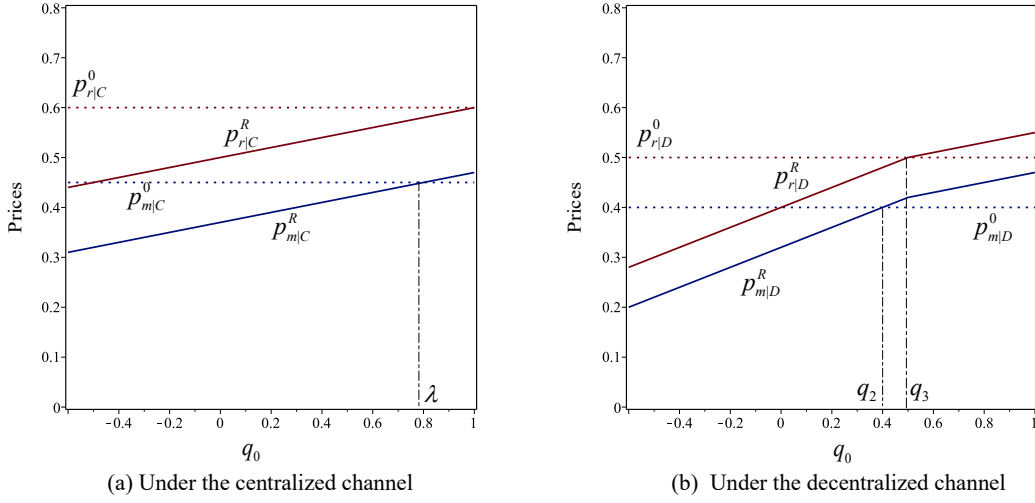 0.8
0.7
0.6
0.5
0.4
0.3
0.2
0.1
0
Prices
p^0_{r|C}
p^R_{r|C}
p^0_{m|C}
p^R_{m|C}
λ
−0.4 −0.2 0 0.2 0.4 0.6 0.8 1
q_0
(a) Under the centralized channel
0.8
0.7
0.6
0.5
0.4
0.3
0.2
0.1
0
Prices
p^0_{r|D}
p^R_{r|D}
p^0_{m|D}
p^R_{m|D}
q_2 q_3
−0.4 −0.2 0 0.2 0.4 0.6 0.8 1
q_0
(b) Under the decentralized channel